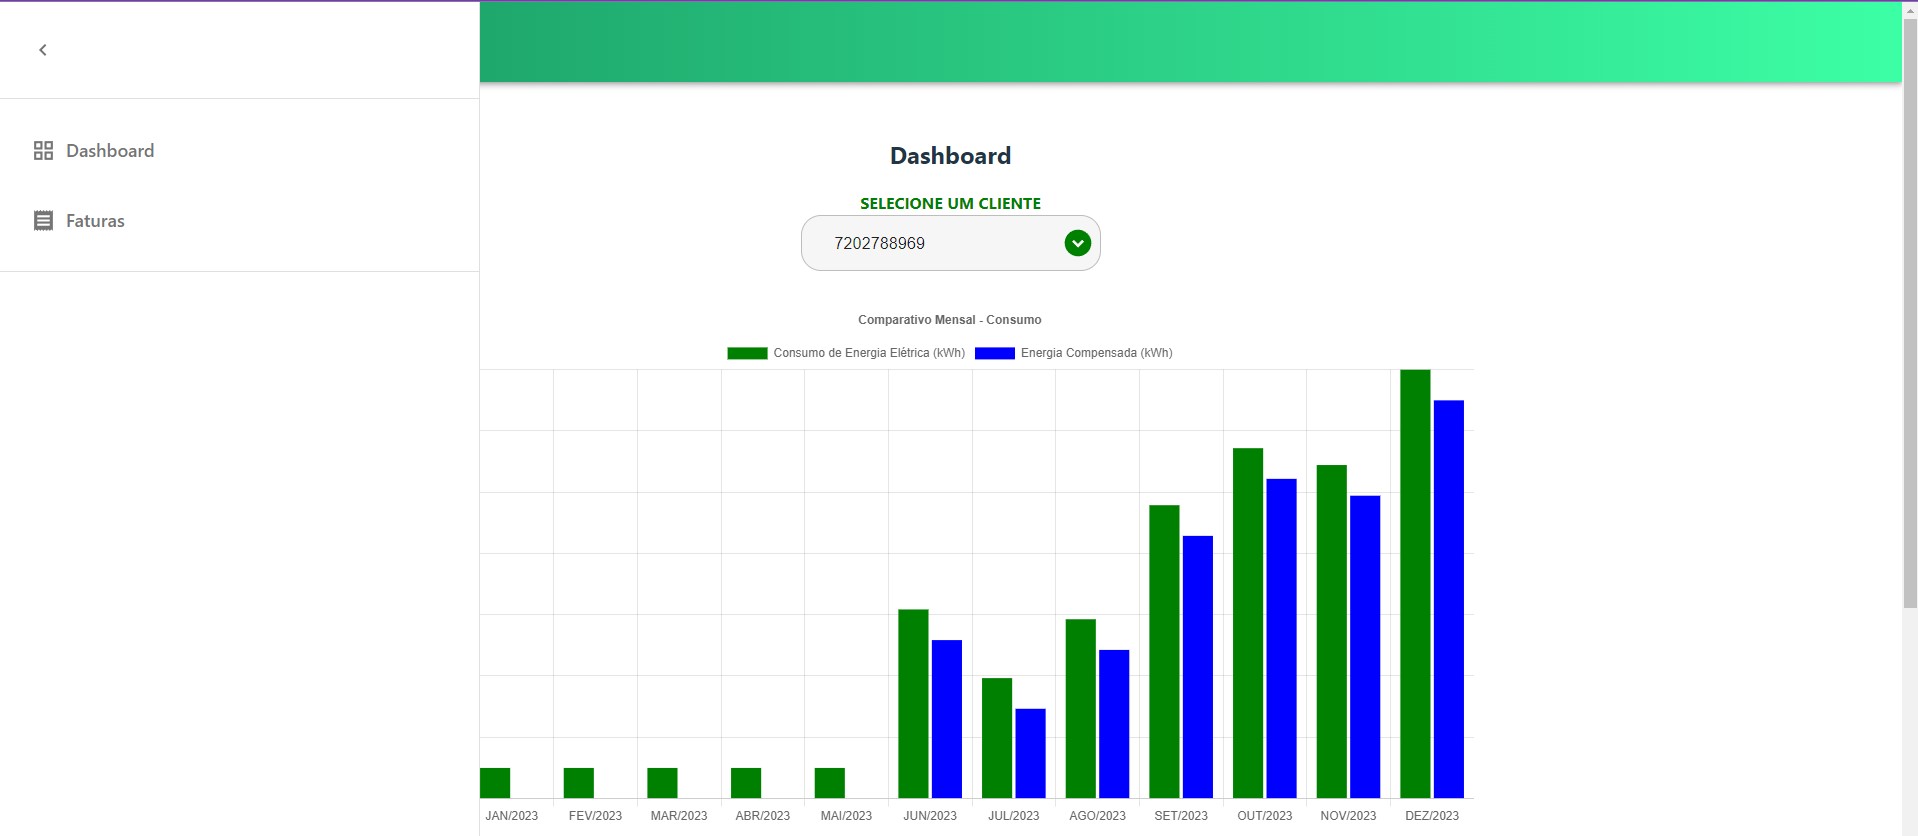 Dashboard
Faturas
Dashboard
SELECIONE UM CLIENTE
7202788969
Comparativo Mensal - Consumo
Consumo de Energia Elétrica (kWh) Energia Compensada (kWh)
JAN/2023 FEV/2023 MAR/2023 ABR/2023 MAI/2023 JUN/2023 JUL/2023 AGO/2023 SET/2023 OUT/2023 NOV/2023 DEZ/2023